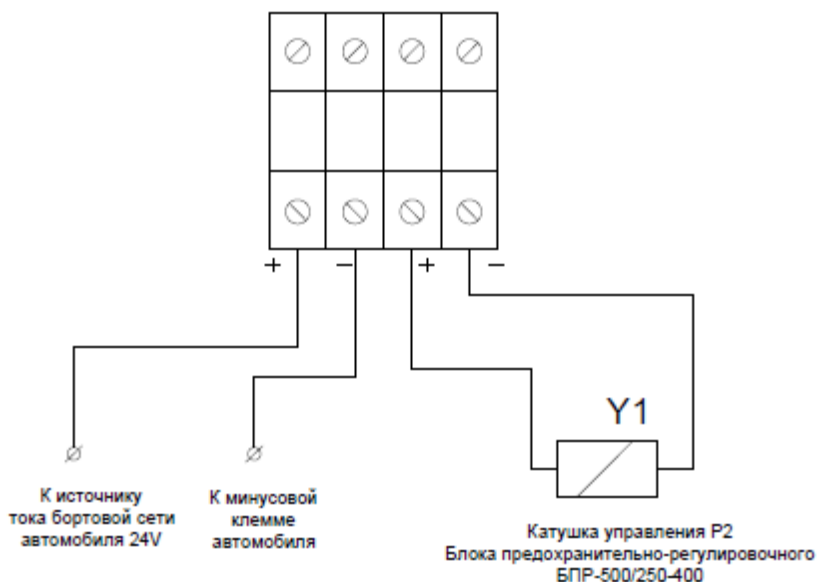 + – + –
Y1
К источнику
тока бортовой сети
автомобиля 24V
К минусовой
клемме
автомобиля
Катушка управления Р2
Блока предохранительно-регулировочного
БПР-500/250-400